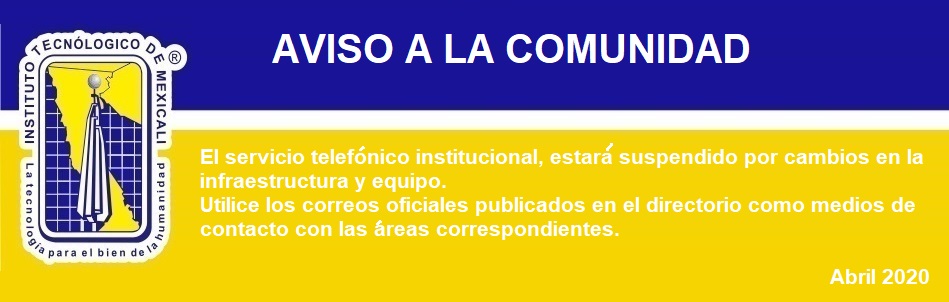 AVISO A LA COMUNIDAD
INSTITUTO TECNÓLOGICO DE MEXICALI
®
La tecnología para el bien de la humanidad
El servicio telefónico institucional, estará suspendido por cambios en la
infraestructura y equipo.
Utilice los correos oficiales publicados en el directorio como medios de
contacto con las áreas correspondientes.
Abril 2020